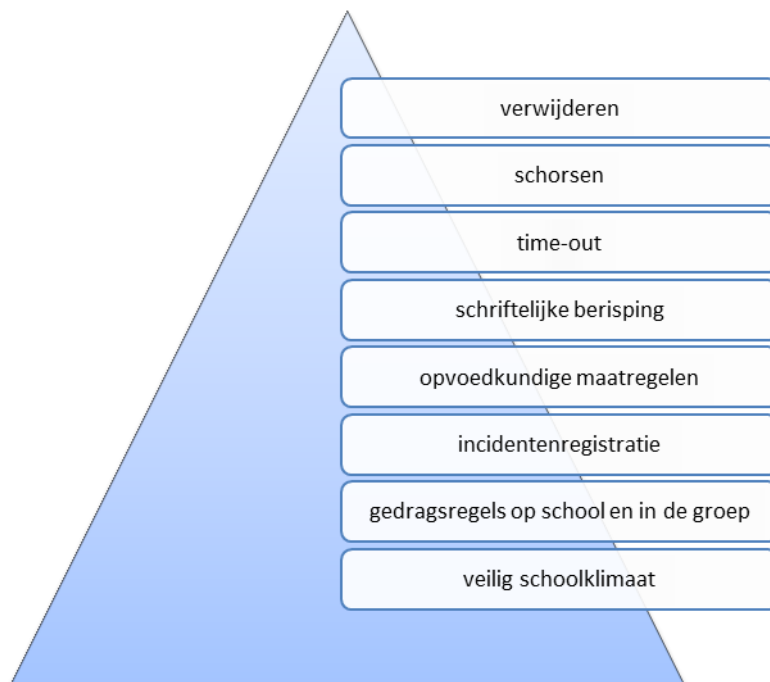 verwijderen
schorsen
time-out
schriftelijke berisping
opvoedkundige maatregelen
incidentenregistratie
gedragsregels op school en in de groep
veilig schoolklimaat